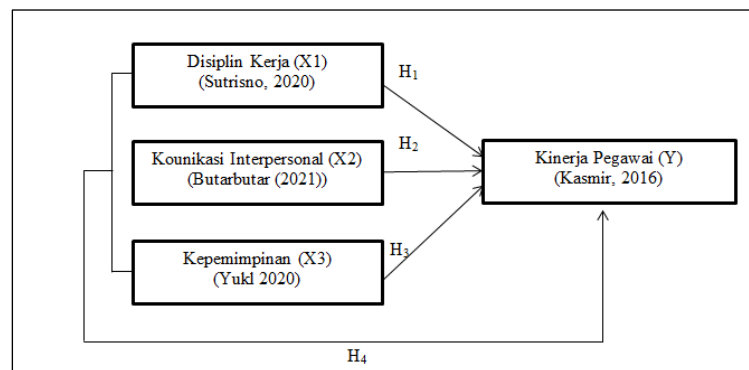 Disiplin Kerja (X1)
(Sutrisno, 2020)
H₁
Kounikasi Interpersonal (X2)
(Butarbutar (2021))
H₂
Kinerja Pegawai (Y)
(Kasmir, 2016)
Kepemimpinan (X3)
(Yukl 2020)
H₃
H₄